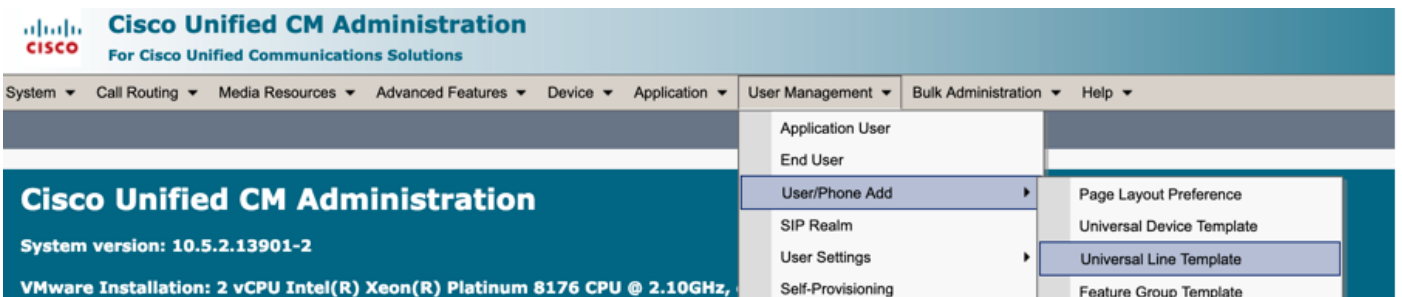 Cisco Unified CM Administration
CISCO
For Cisco Unified Communications Solutions
System Call Routing Media Resources Advanced Features Device Application User Management Bulk Administration Help
Application User
End User
User/Phone Add
SIP Realm
User Settings
Self-Provisioning
Page Layout Preference
Universal Device Template
Universal Line Template
Feature Group Template
Cisco Unified CM Administration
System version: 10.5.2.13901-2
VMware Installation: 2 vCPU Intel(R) Xeon(R) Platinum 8176 CPU @ 2.10GHz,